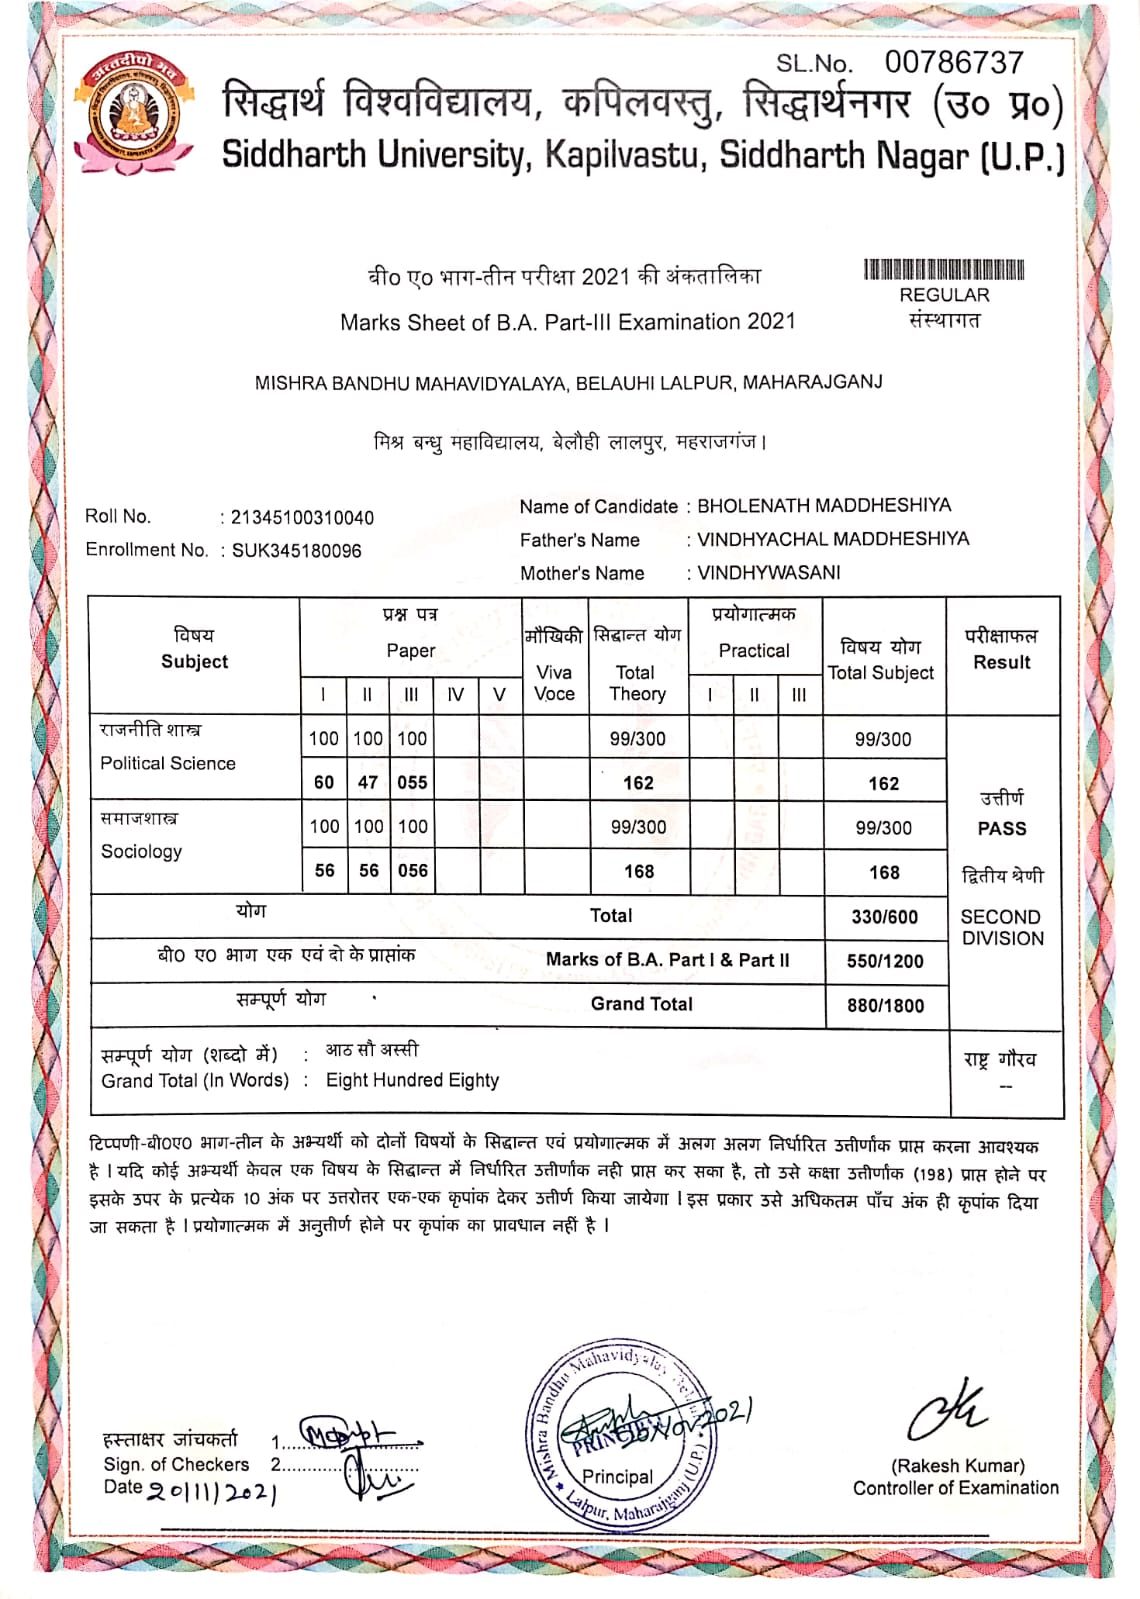 SL.No. 00786737
सिद्धार्थ विश्वविद्यालय, कपिलवस्तु, सिद्धार्थनगर (उ० प्र०)
Siddharth University, Kapilvastu, Siddharth Nagar (U.P.)
बी० ए० भाग-तीन परीक्षा 2021 की अंकतालिका
REGULAR
Marks Sheet of B.A. Part-III Examination 2021
संस्थागत
MISHRA BANDHU MAHAVIDYALAYA, BELAUHI LALPUR, MAHARAJGANJ
मिश्र बन्धु महाविद्यालय, बेलौही लालपुर, महराजगंज।
Roll No. : 21345100310040
Enrollment No. : SUK345180096
Name of Candidate : BHOLENATH MADDHESHIYA
Father's Name : VINDHYACHAL MADDHESHIYA
Mother's Name : VINDHYWASANI
विषय प्रश्न पत्र मौखिकी सिद्धान्त योग प्रयोगात्मक विषय योग परीक्षाफल
Subject Paper Viva Voce Total Theory Practical Total Subject Result
I II III IV V I II III
राजनीति शास्त्र 100 100 100 99/300 99/300
Political Science 60 47 055 162 162
समाजशास्त्र 100 100 100 99/300 99/300
Sociology 56 56 056 168 168
उत्तीर्ण
PASS
द्वितीय श्रेणी
SECOND
DIVISION
योग Total 330/600
बी० ए० भाग एक एवं दो के प्राप्तांक Marks of B.A. Part I & Part II 550/1200
सम्पूर्ण योग Grand Total 880/1800
सम्पूर्ण योग (शब्दो में) : आठ सौ अस्सी
Grand Total (In Words) : Eight Hundred Eighty
राष्ट्र गौरव
--
टिप्पणी-बी०ए० भाग-तीन के अभ्यर्थी को दोनों विषयों के सिद्धान्त एवं प्रयोगात्मक में अलग अलग निर्धारित उत्तीर्णांक प्राप्त करना आवश्यक
है । यदि कोई अभ्यर्थी केवल एक विषय के सिद्धान्त में निर्धारित उत्तीर्णांक नही प्राप्त कर सका है, तो उसे कक्षा उत्तीर्णांक (198) प्राप्त होने पर
इसके उपर के प्रत्येक 10 अंक पर उत्तरोत्तर एक-एक कृपांक देकर उत्तीर्ण किया जायेगा । इस प्रकार उसे अधिकतम पाँच अंक ही कृपांक दिया
जा सकता है । प्रयोगात्मक में अनुत्तीर्ण होने पर कृपांक का प्रावधान नहीं है ।
हस्ताक्षर जांचकर्ता 1
Sign. of Checkers 2
Date 20/11/2021
Mishra Bandhu Mahavidyalay
PRINCIPAL
25 Nov 2021
Principal
Lalpur, Maharajganj (U.P.)
(Rakesh Kumar)
Controller of Examination